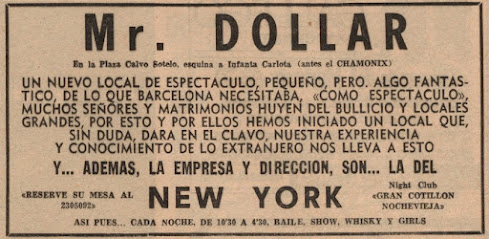 Mr. DOLLAR
En la Plaza Calvo Sotelo, esquina a Infanta Carlota (antes el CHAMONIX)
UN NUEVO LOCAL DE ESPECTACULO, PEQUEÑO, PERO. ALGO FANTAS-
TICO, DE LO QUE BARCELONA NECESITABA, «COMO ESPECTACULO»,
MUCHOS SEÑORES Y MATRIMONIOS HUYEN DEL BULLICIO Y LOCALES
GRANDES, POR ESTO Y POR ELLOS HEMOS INICIADO UN LOCAL QUE,
SIN DUDA, DARA EN EL CLAVO, NUESTRA EXPERIENCIA
Y CONOCIMIENTO DE LO EXTRANJERO NOS LLEVA A ESTO
Y... ADEMAS, LA EMPRESA Y DIRECCION, SON... LA DEL
«RESERVE SU MESA AL
2305092»
NEW YORK
Night Club
«GRAN COTILLON
NOCHEVIEJA»
ASI PUES... CADA NOCHE, DE 10'30 A 4'30, BAILE, SHOW, WHISKY Y GIRLS